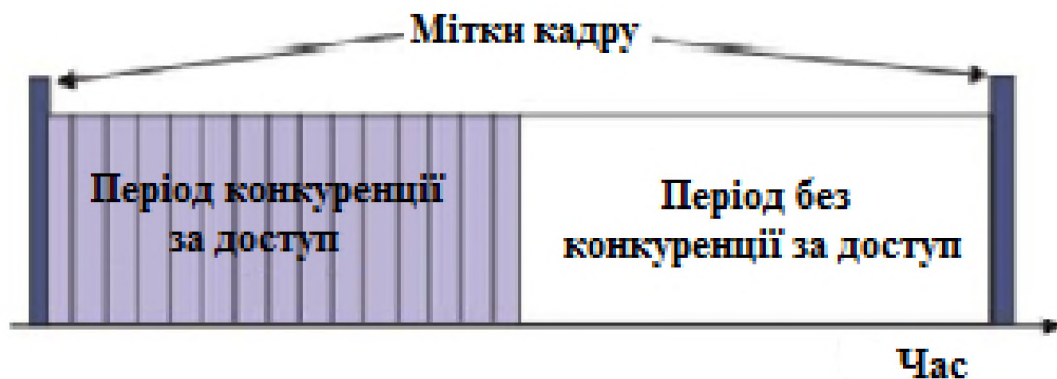 Мітки кадру
Період конкуренції
за доступ
Період без
конкуренції за доступ
Час